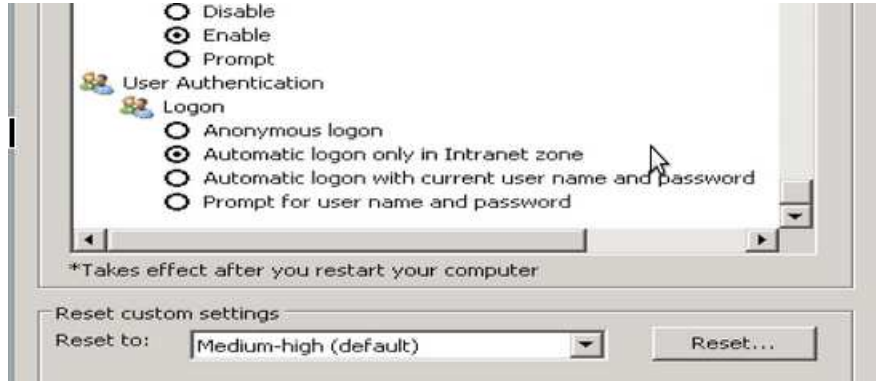 Disable
Enable
Prompt
User Authentication
Logon
Anonymous logon
Automatic logon only in Intranet zone
Automatic logon with current user name and password
Prompt for user name and password
*Takes effect after you restart your computer
Reset custom settings
Reset to: Medium-high (default) Reset...